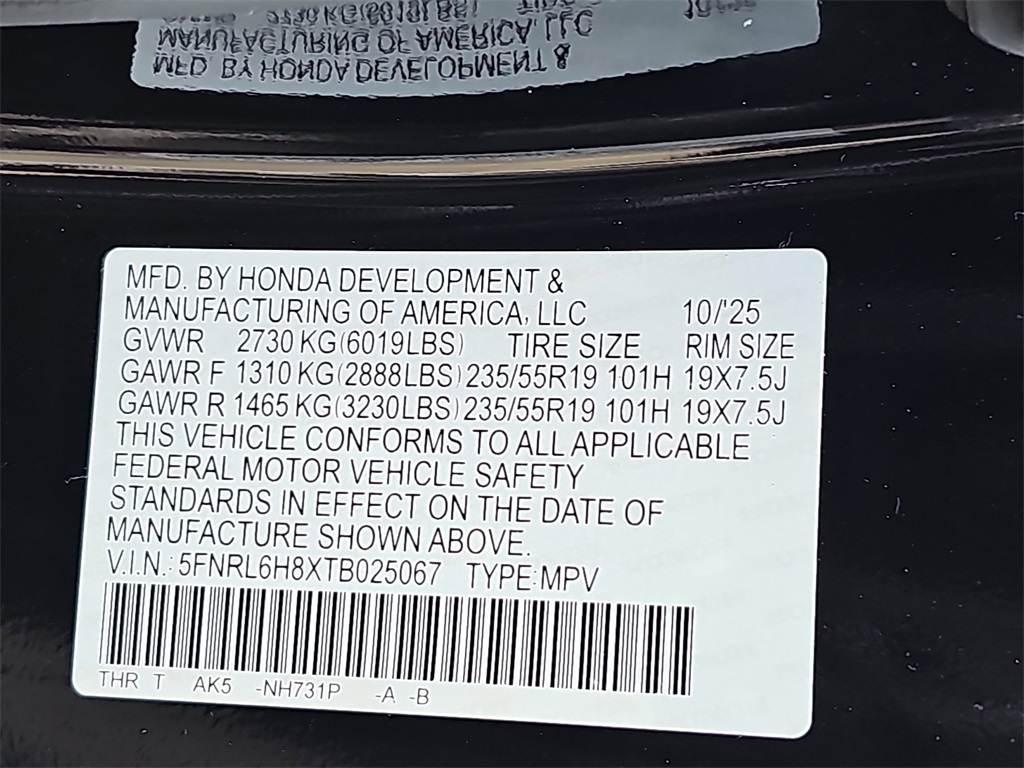 MFD. BY HONDA DEVELOPMENT &
MANUFACTURING OF AMERICA, LLC 10/'25
GVWR 2730 KG(6019LBS) TIRE SIZE RIM SIZE
GAWR F 1310 KG(2888LBS) 235/55R19 101H 19X7.5J
GAWR R 1465 KG(3230LBS) 235/55R19 101H 19X7.5J
THIS VEHICLE CONFORMS TO ALL APPLICABLE
FEDERAL MOTOR VEHICLE SAFETY
STANDARDS IN EFFECT ON THE DATE OF
MANUFACTURE SHOWN ABOVE.
V.I.N.: 5FNRL6H8XTB025067 TYPE:MPV
THR T AK5 -NH731P -A -B